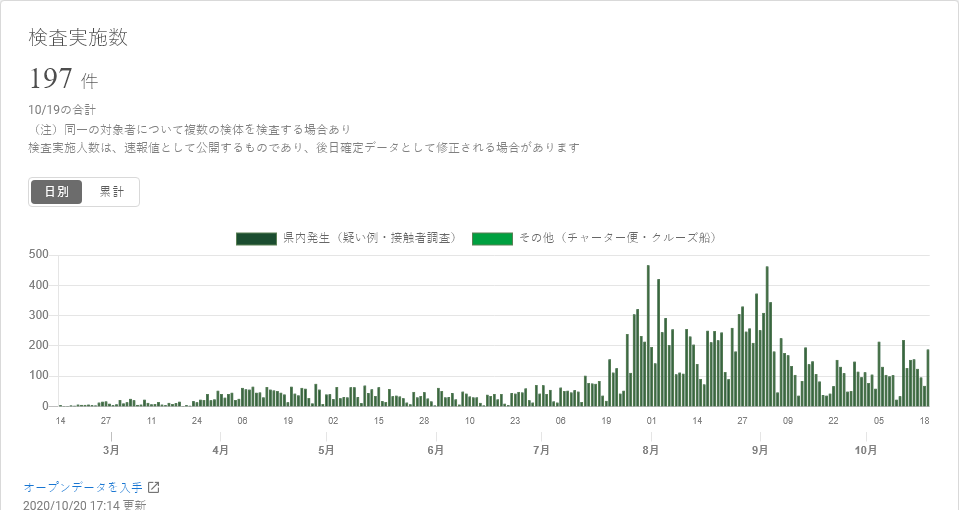 検査実施数
197 件
10/19の合計
（注）同一の対象者について複数の検体を検査する場合あり
検査実施人数は、速報値として公開するものであり、後日確定データとして修正される場合があります
日別 累計
県内発生（疑い例・接触者調査） その他（チャーター便・クルーズ船）
500
400
300
200
100
0
14 27 11 24 06 19 02 15 28 10 23 06 19 01 14 27 09 22 05 18
3月 4月 5月 6月 7月 8月 9月 10月
オープンデータを入手
2020/10/20 17:14 更新